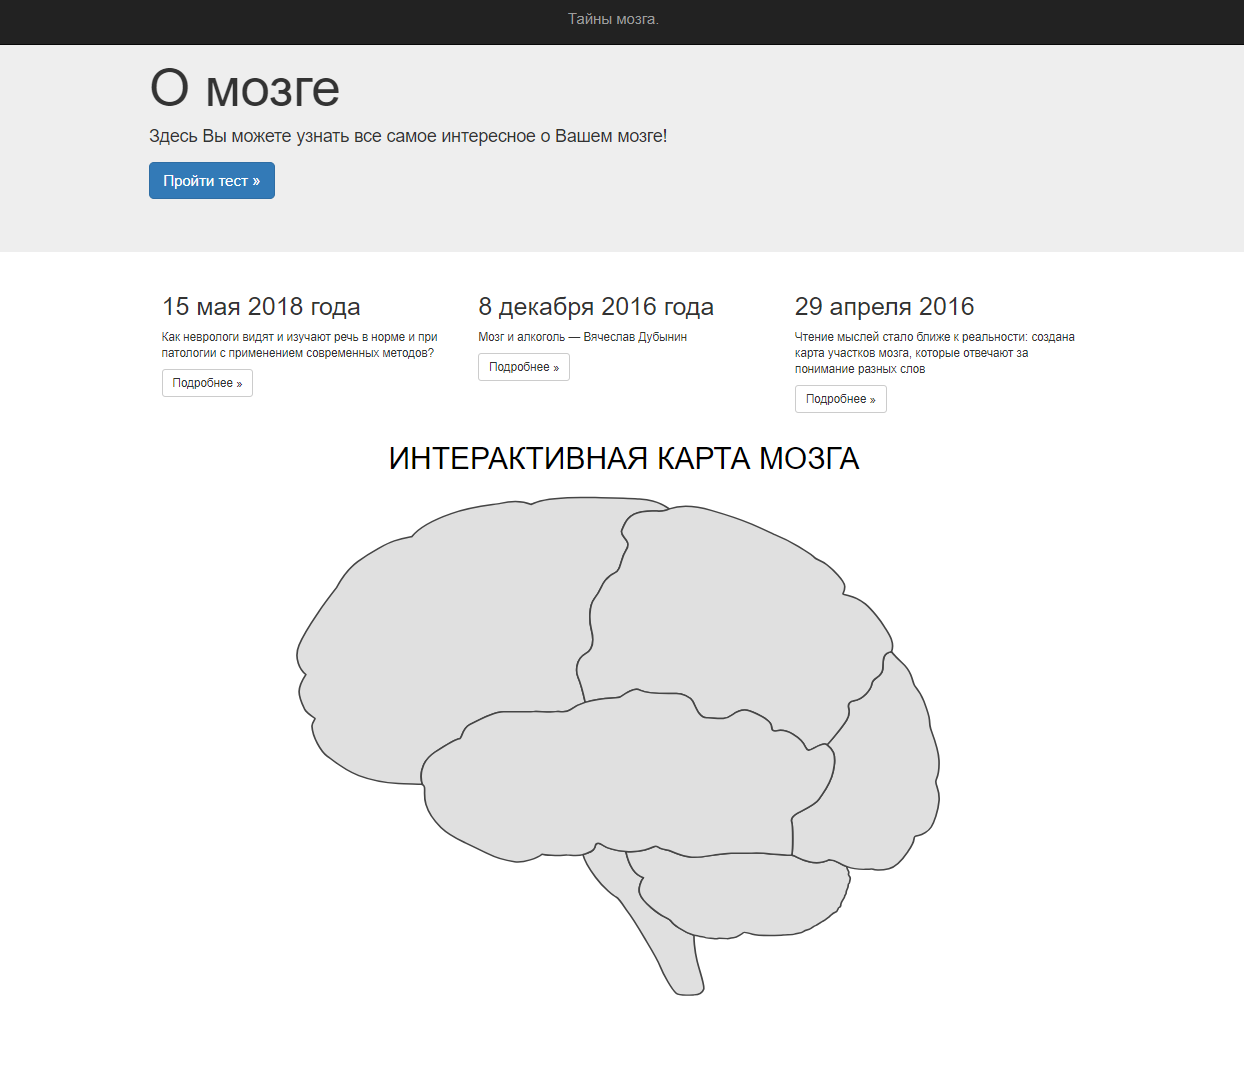 Тайны мозга.
О мозге
Здесь Вы можете узнать все самое интересное о Вашем мозге!
Пройти тест »
15 мая 2018 года
Как неврологи видят и изучают речь в норме и при
патологии с применением современных методов?
Подробнее »
8 декабря 2016 года
Мозг и алкоголь — Вячеслав Дубынин
Подробнее »
29 апреля 2016
Чтение мыслей стало ближе к реальности: создана
карта участков мозга, которые отвечают за
понимание разных слов
Подробнее »
ИНТЕРАКТИВНАЯ КАРТА МОЗГА